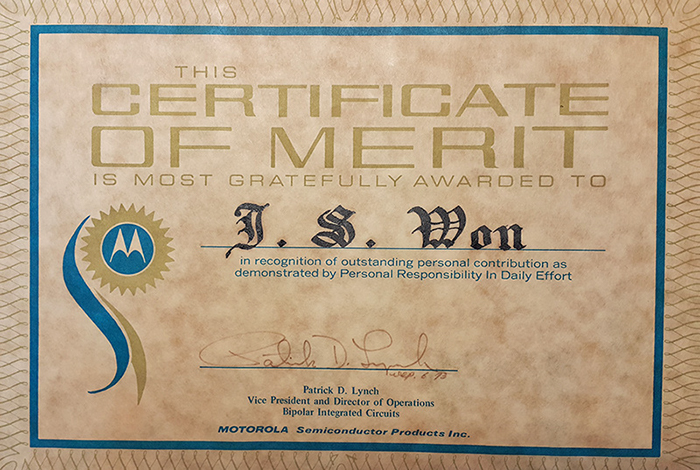 THIS
CERTIFICATE
OF MERIT
IS MOST GRATEFULLY AWARDED TO
J. S. Won
in recognition of outstanding personal contribution as
demonstrated by Personal Responsibility In Daily Effort
Patrick D. Lynch
Patrick D. Lynch
Vice President and Director of Operations
Bipolar Integrated Circuits
MOTOROLA Semiconductor Products Inc.